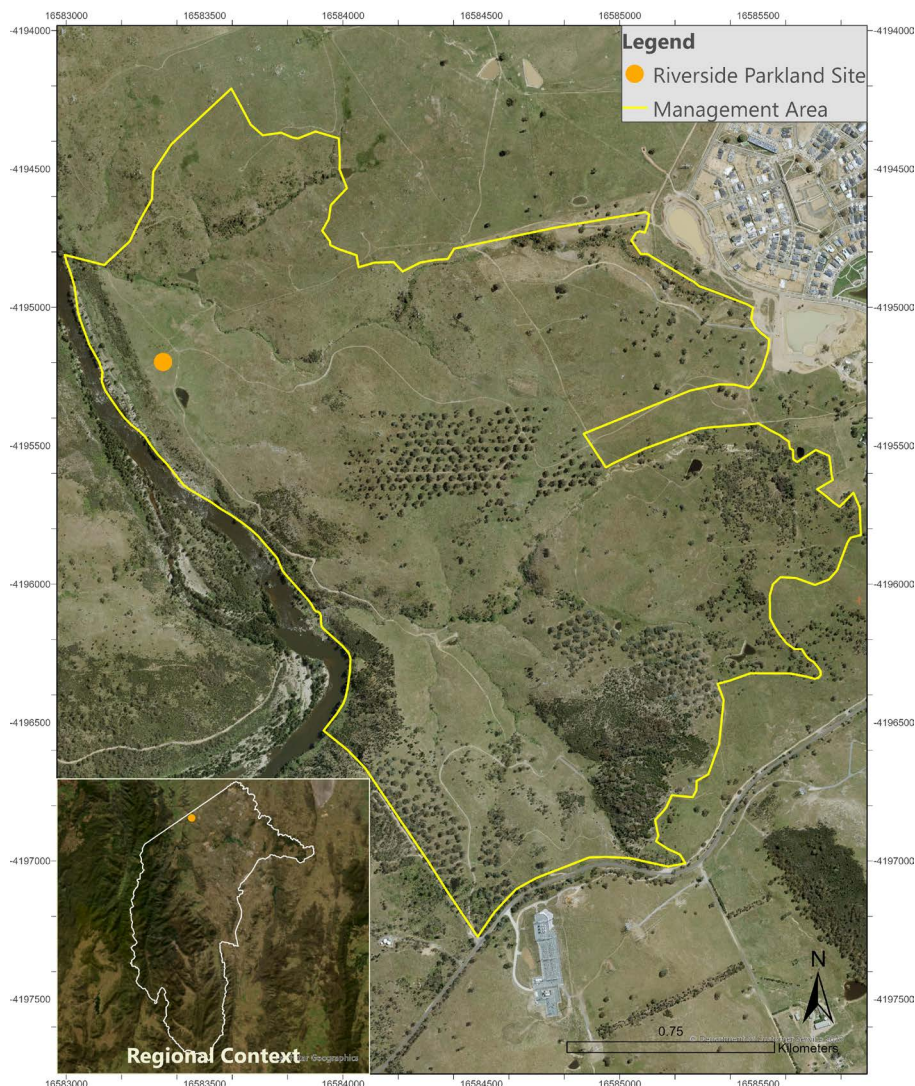 16583000 16583500 16584000 16584500 16585000 16585500
Legend
Riverside Parkland Site
Management Area
-4194000 -4194000
-4194500 -4194500
-4195000 -4195000
-4195500 -4195500
-4196000 -4196000
-4196500 -4196500
-4197000 -4197000
-4197500 -4197500
N
0.75
Kilometers
Regional Context
Geographics
16583000 16583500 16584000 16584500 16585000 16585500